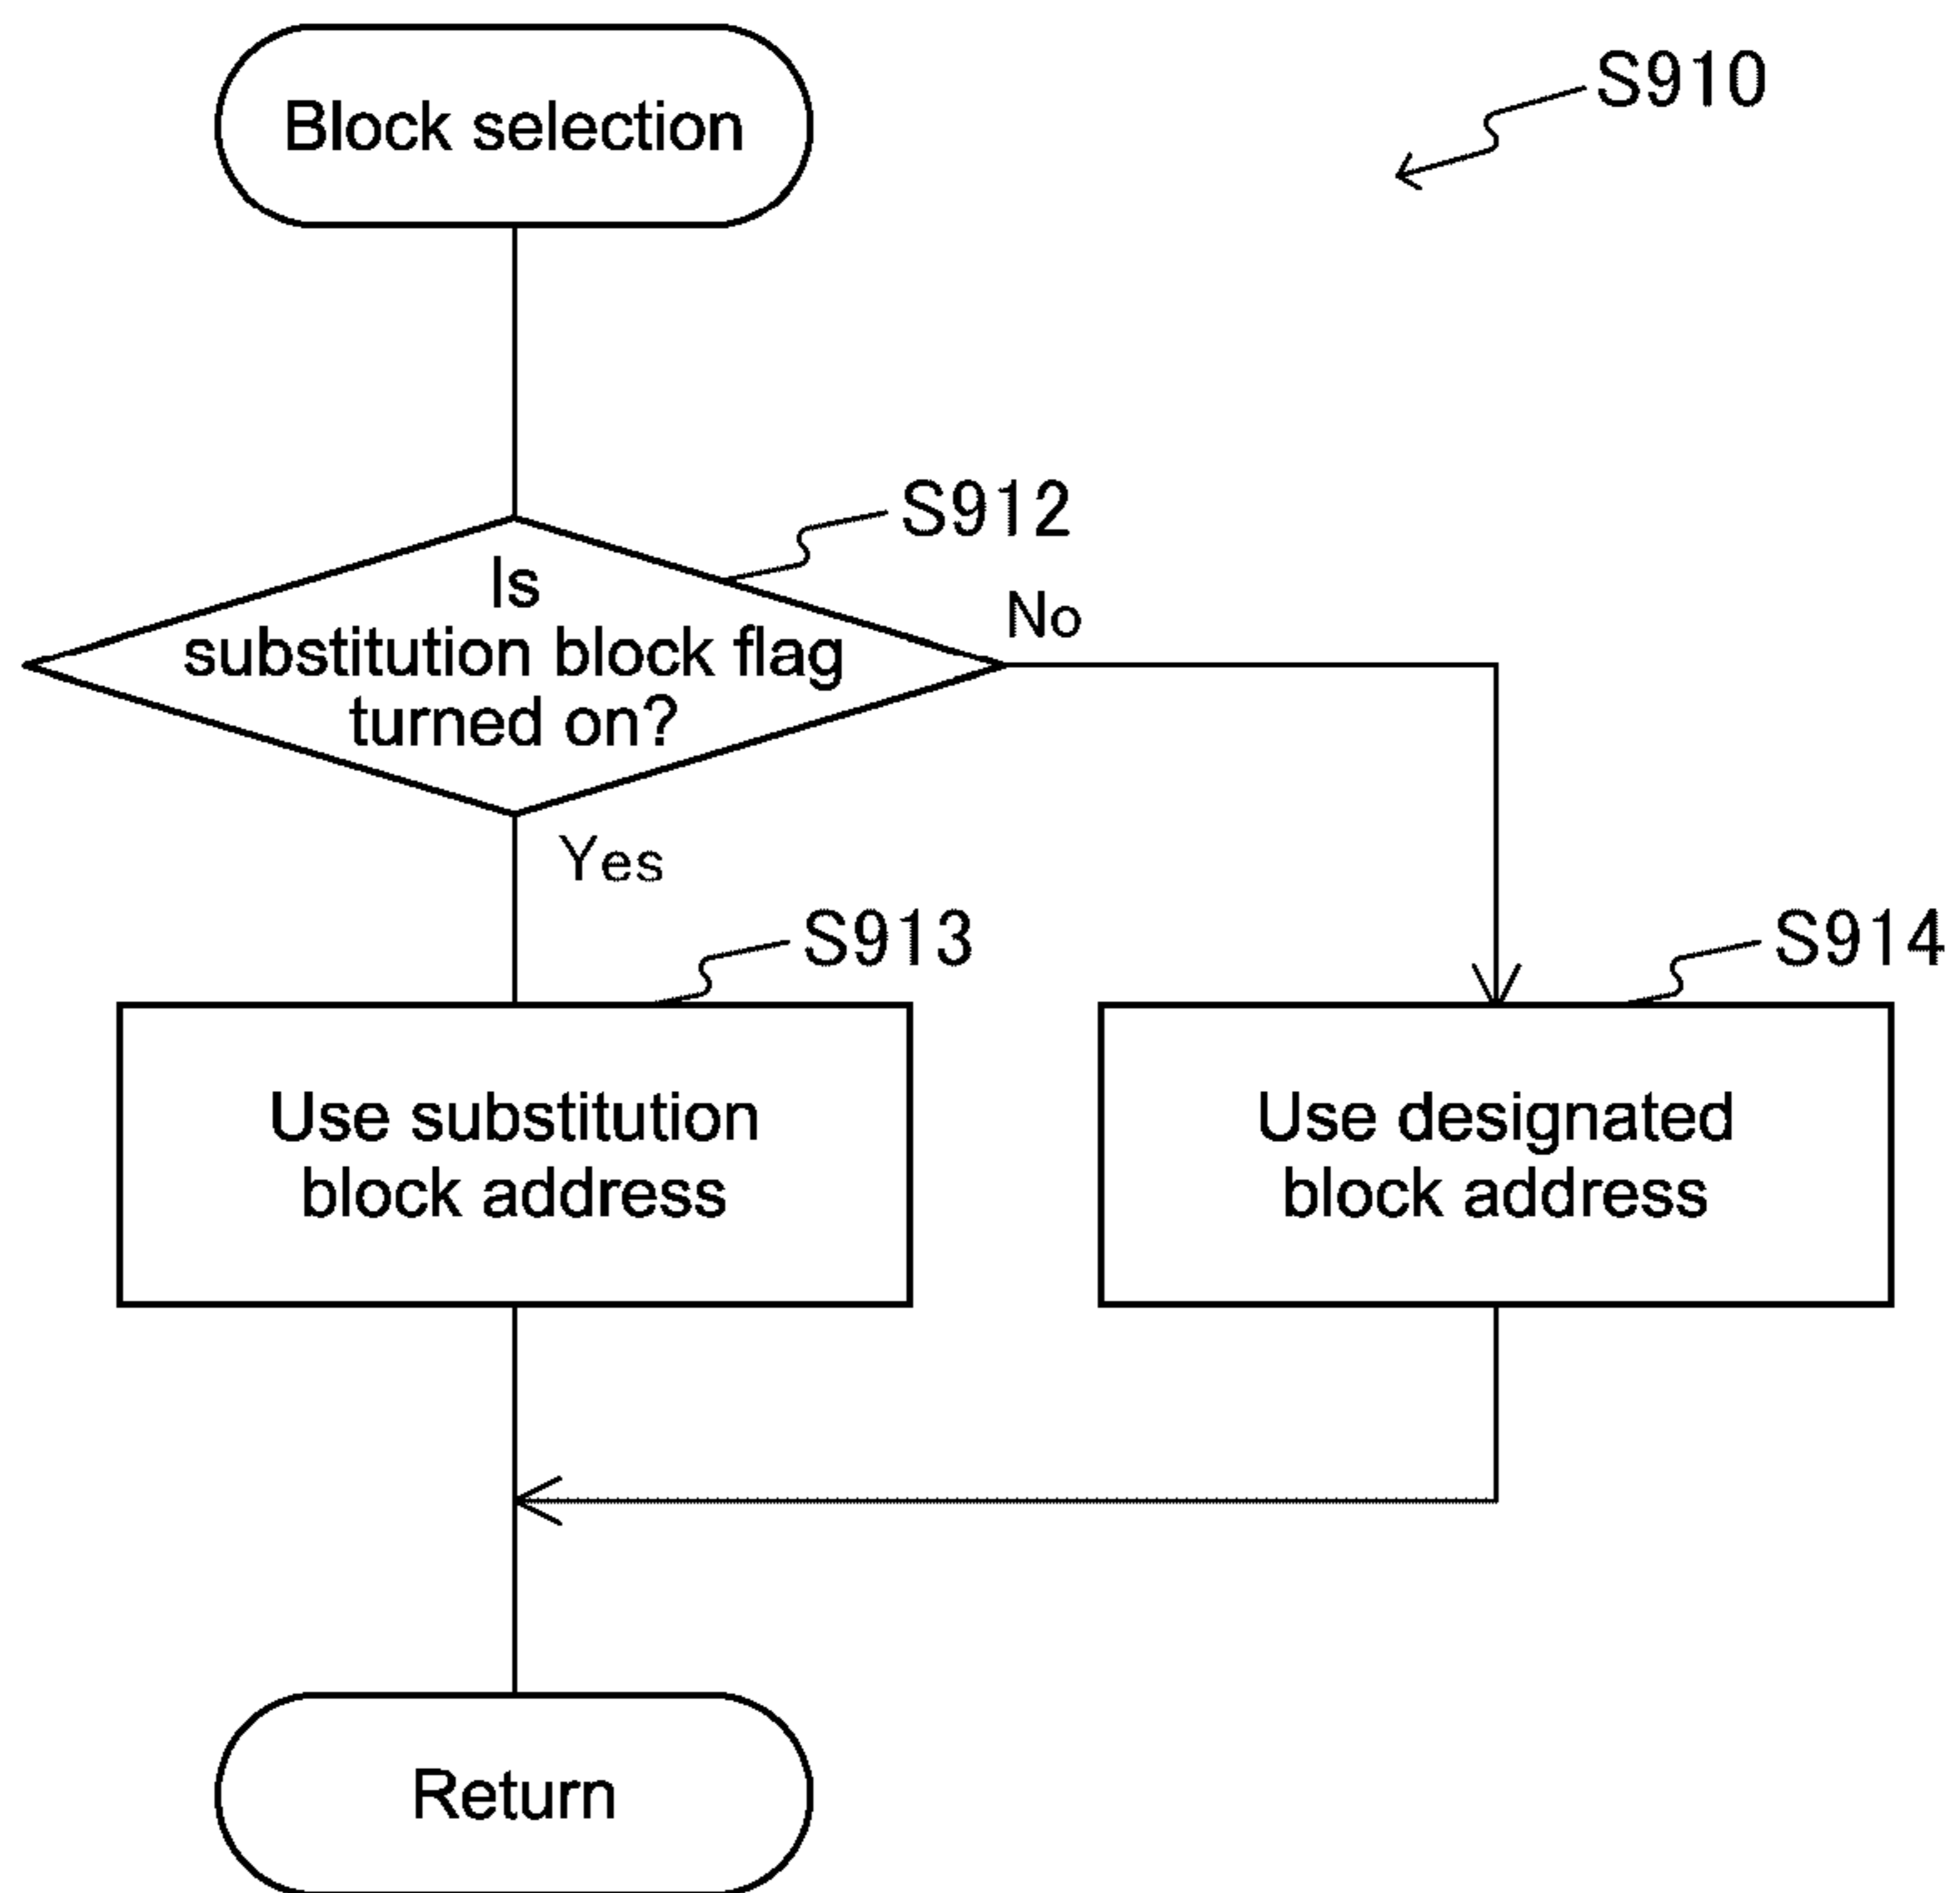 Block selection
S910
S912
Is
substitution block flag
turned on?
No
Yes
S913
S914
Use substitution
block address
Use designated
block address
Return